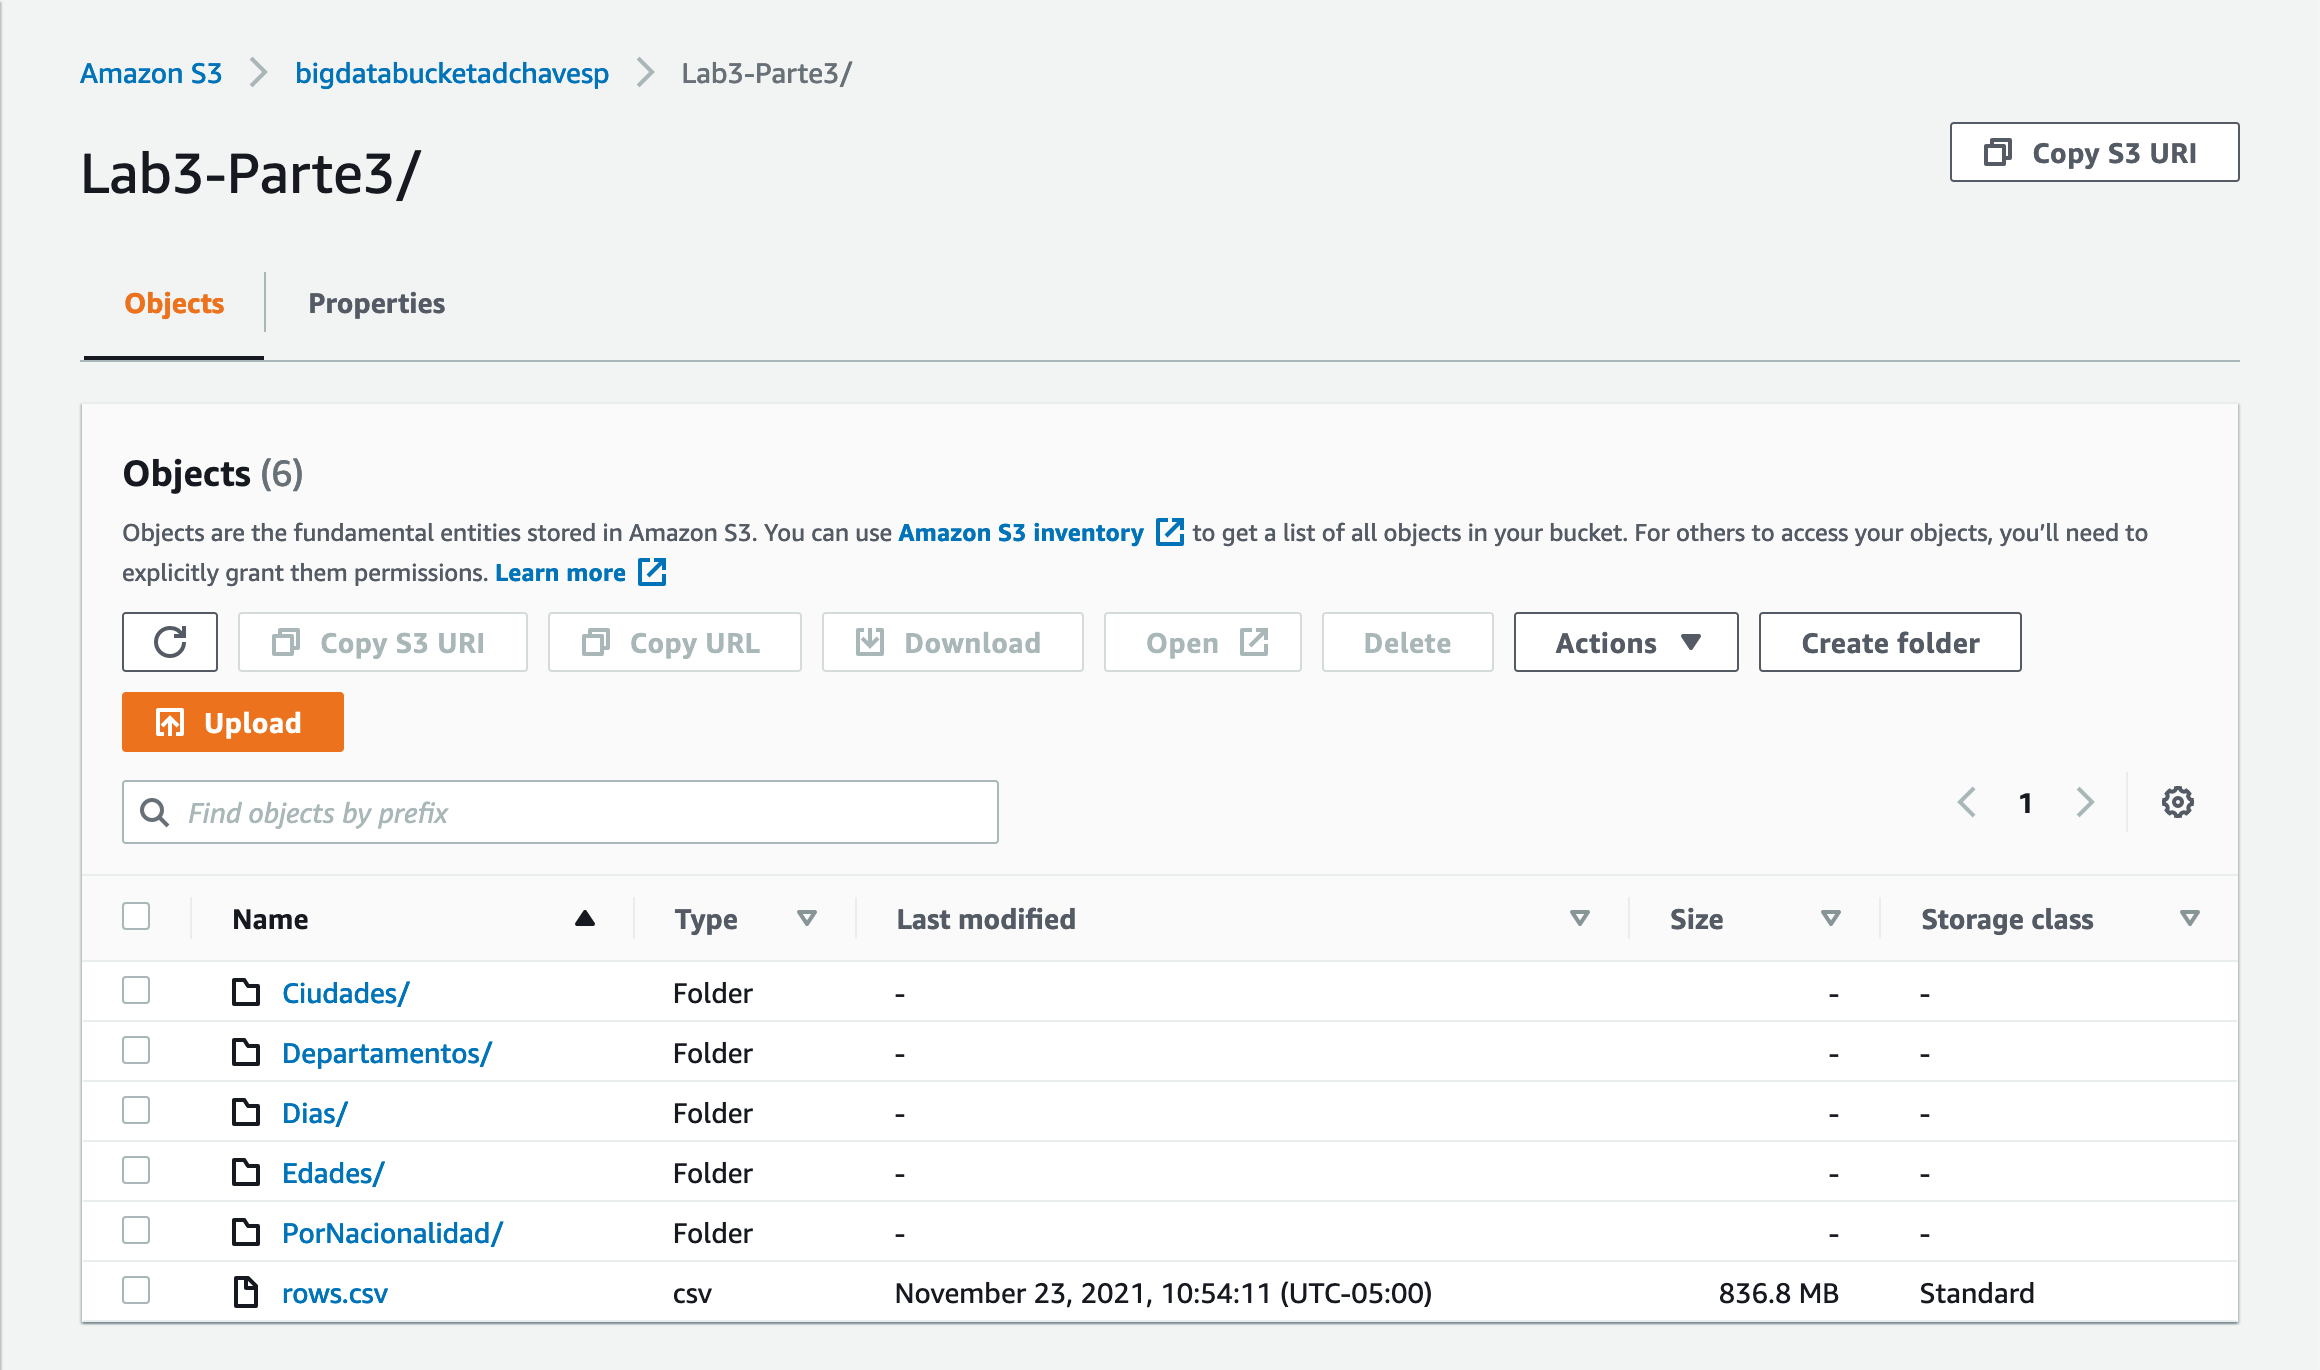 Amazon S3 > bigdatabucketadchavesp > Lab3-Parte3/
Lab3-Parte3/
Copy S3 URI
Objects Properties
Objects (6)
Objects are the fundamental entities stored in Amazon S3. You can use Amazon S3 inventory to get a list of all objects in your bucket. For others to access your objects, you’ll need to
explicitly grant them permissions. Learn more
Copy S3 URI Copy URL Download Open Delete Actions Create folder
Upload
Find objects by prefix 1
Name Type Last modified Size Storage class
Ciudades/ Folder - - -
Departamentos/ Folder - - -
Dias/ Folder - - -
Edades/ Folder - - -
PorNacionalidad/ Folder - - -
rows.csv csv November 23, 2021, 10:54:11 (UTC-05:00) 836.8 MB Standard